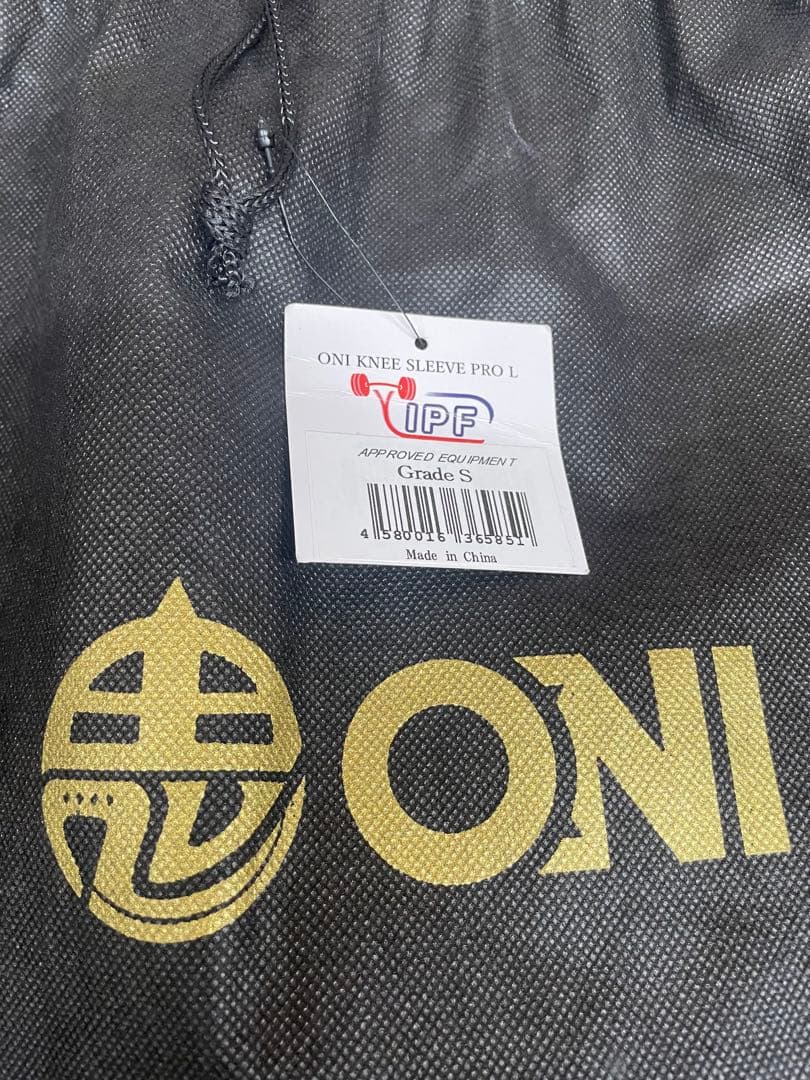 ONI KNEE SLEEVE PRO L
IPF
APPROVED EQUIPMENT
Grade S
4 580016 365851
Made in China
ONI